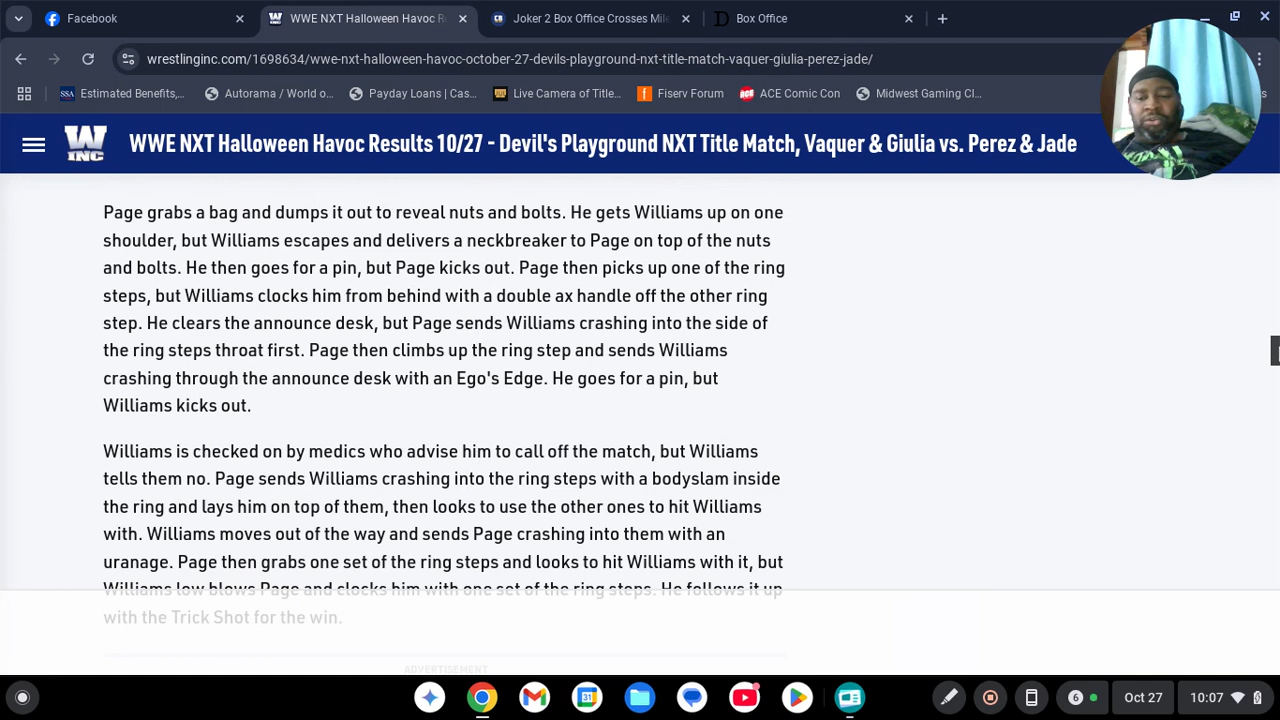 Facebook
WWE NXT Halloween Havoc R
Joker 2 Box Office Crosses Mile
Box Office
wrestlinginc.com/1698634/wwe-nxt-halloween-havoc-october-27-devils-playground-nxt-title-match-vaquer-giulia-perez-jade/
Estimated Benefits,...
Autorama / World o...
Payday Loans | Cas...
Live Camera of Title...
Fiserv Forum
ACE Comic Con
Midwest Gaming Cl...
W INC
WWE NXT Halloween Havoc Results 10/27 - Devil's Playground NXT Title Match, Vaquer & Giulia vs. Perez & Jade
Page grabs a bag and dumps it out to reveal nuts and bolts. He gets Williams up on one
shoulder, but Williams escapes and delivers a neckbreaker to Page on top of the nuts
and bolts. He then goes for a pin, but Page kicks out. Page then picks up one of the ring
steps, but Williams clocks him from behind with a double ax handle off the other ring
step. He clears the announce desk, but Page sends Williams crashing into the side of
the ring steps throat first. Page then climbs up the ring step and sends Williams
crashing through the announce desk with an Ego's Edge. He goes for a pin, but
Williams kicks out.
Williams is checked on by medics who advise him to call off the match, but Williams
tells them no. Page sends Williams crashing into the ring steps with a bodyslam inside
the ring and lays him on top of them, then looks to use the other ones to hit Williams
with. Williams moves out of the way and sends Page crashing into them with an
uranage. Page then grabs one set of the ring steps and looks to hit Williams with it, but
Williams low blows Page and clocks him with one set of the ring steps. He follows it up
with the Trick Shot for the win.
ADVERTISEMENT
6
Oct 27
10:07